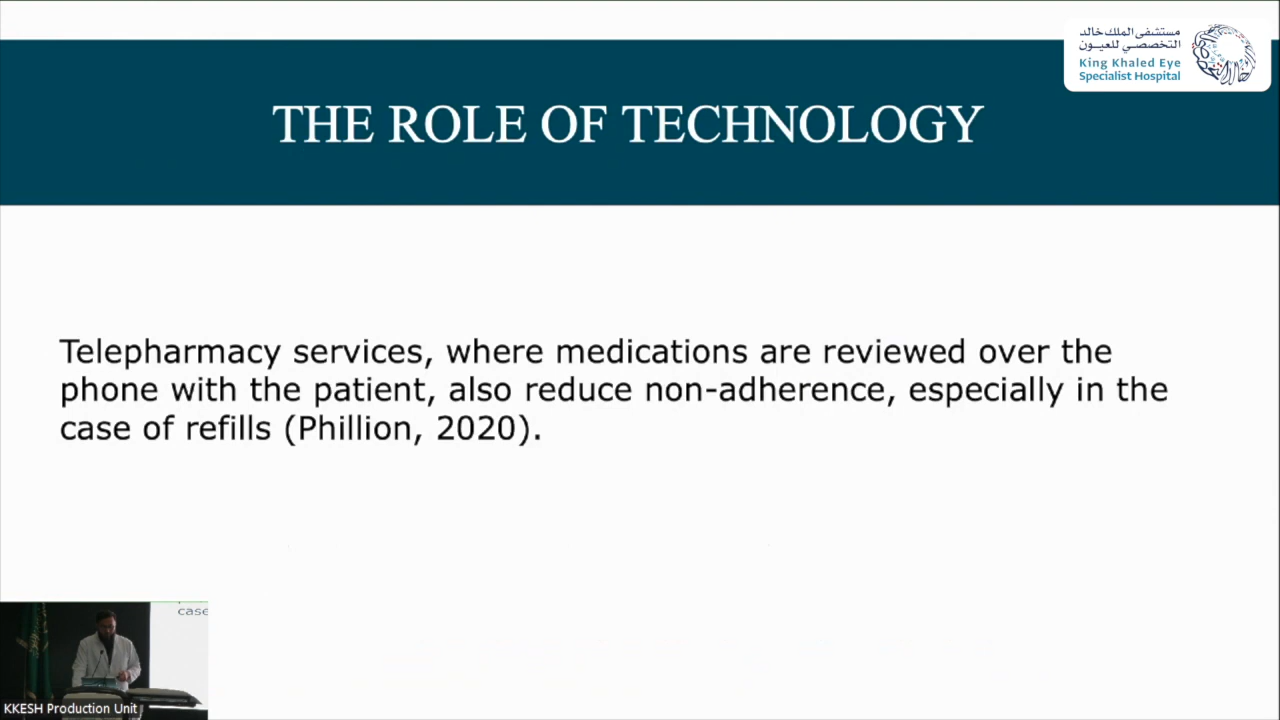 مستشفى الملك خالد
التخصصي للعيون
King Khaled Eye
Specialist Hospital
THE ROLE OF TECHNOLOGY
Telepharmacy services, where medications are reviewed over the
phone with the patient, also reduce non-adherence, especially in the
case of refills (Phillion, 2020).
case
KKESH Production Unit